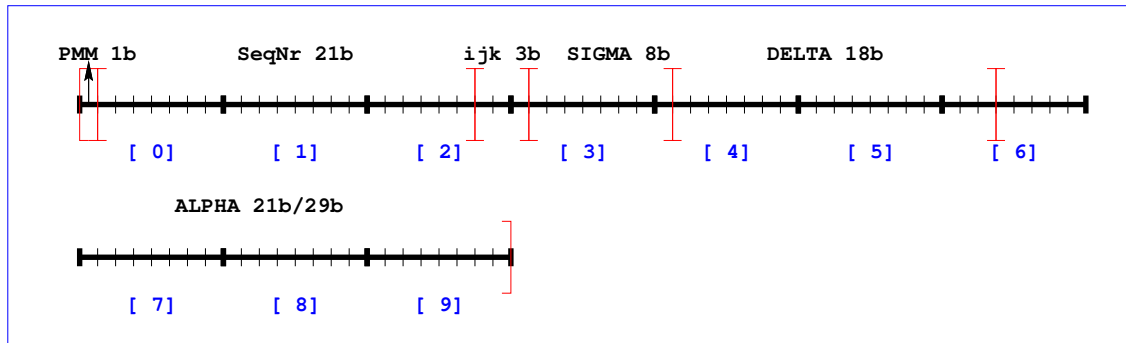 PMM 1b SeqNr 21b ijk 3b SIGMA 8b DELTA 18b
[ 0] [ 1] [ 2] [ 3] [ 4] [ 5] [ 6]
ALPHA 21b/29b
[ 7] [ 8] [ 9]